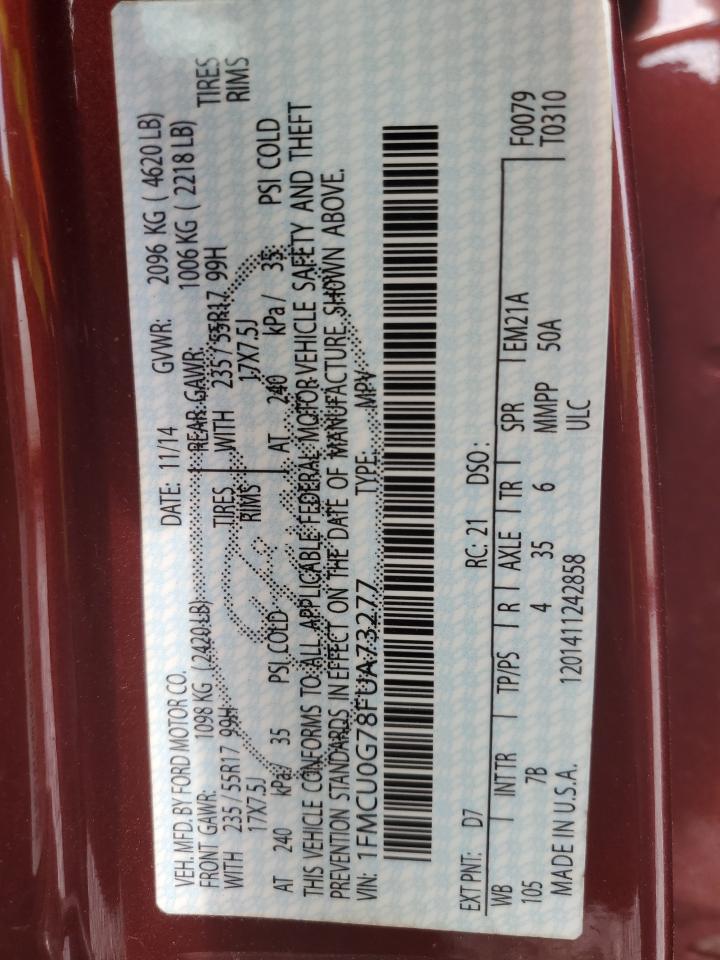 VEH. MFD. BY FORD MOTOR CO.
DATE: 11/14 GVWR: 2096 KG ( 4620 LB)
FRONT GAWR: 1098 KG (2420 LB) REAR GAWR: 1006 KG ( 2218 LB)
WITH 235 / 55R17 99H TIRES WITH 235 / 55R17 99H TIRES
17X7.5J RIMS 17X7.5J RIMS
AT 240 kPa/ 35 PSI COLD AT 240 kPa / 35 PSI COLD
THIS VEHICLE CONFORMS TO ALL APPLICABLE FEDERAL MOTOR VEHICLE SAFETY AND THEFT
PREVENTION STANDARDS IN EFFECT ON THE DATE OF MANUFACTURE SHOWN ABOVE.
VIN: 1FMCU0G78FUA73277 TYPE: MPV
EXT PNT: D7 RC: 21 DSO:
F0079
WB INT TR TP/PS R AXLE TR SPR EM21A T0310
105 7B 4 35 6 MMPP 50A
MADE IN U.S.A. 1201411242858 ULC